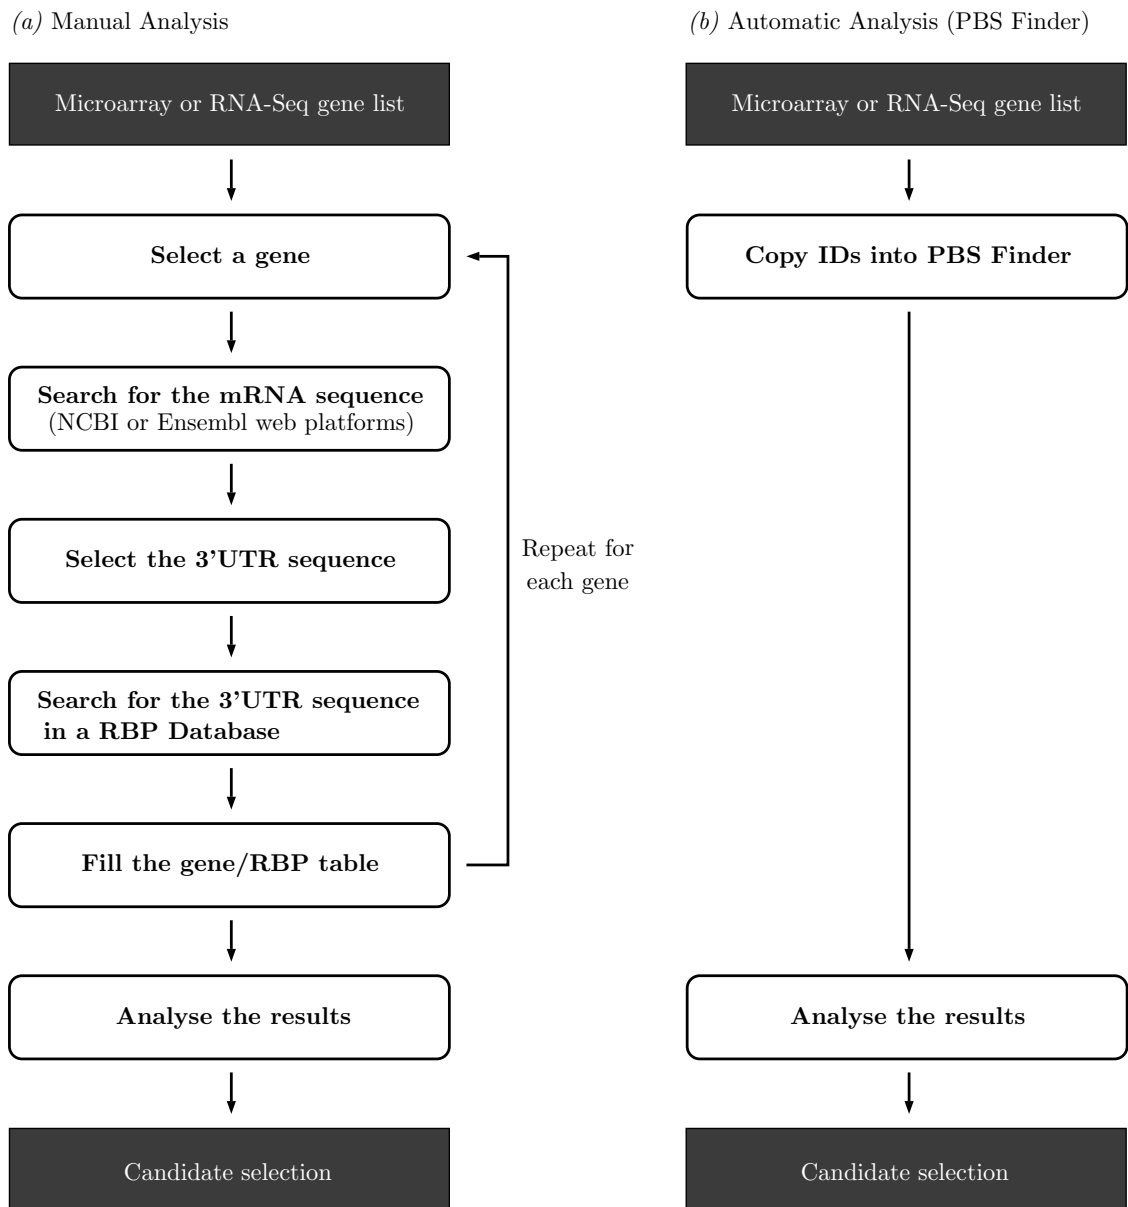 (a) Manual Analysis
Microarray or RNA-Seq gene list
Select a gene
Search for the mRNA sequence
(NCBI or Ensembl web platforms)
Select the 3'UTR sequence
Search for the 3'UTR sequence
in a RBP Database
Fill the gene/RBP table
Repeat for
each gene
Analyse the results
Candidate selection
(b) Automatic Analysis (PBS Finder)
Microarray or RNA-Seq gene list
Copy IDs into PBS Finder
Analyse the results
Candidate selection